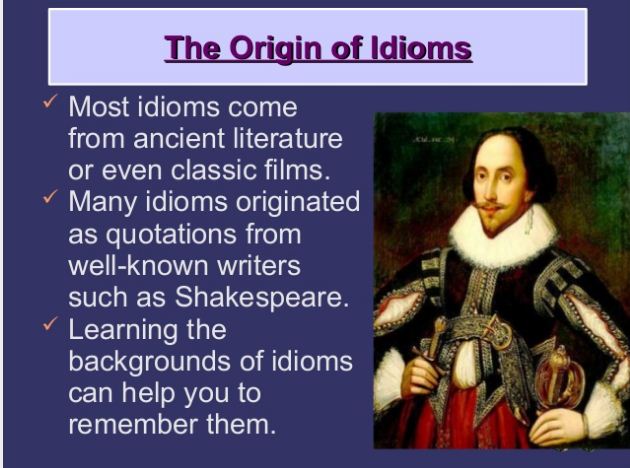 The Origin of Idioms
Most idioms come
from ancient literature
or even classic films.
Many idioms originated
as quotations from
well-known writers
such as Shakespeare.
Learning the
backgrounds of idioms
can help you to
remember them.